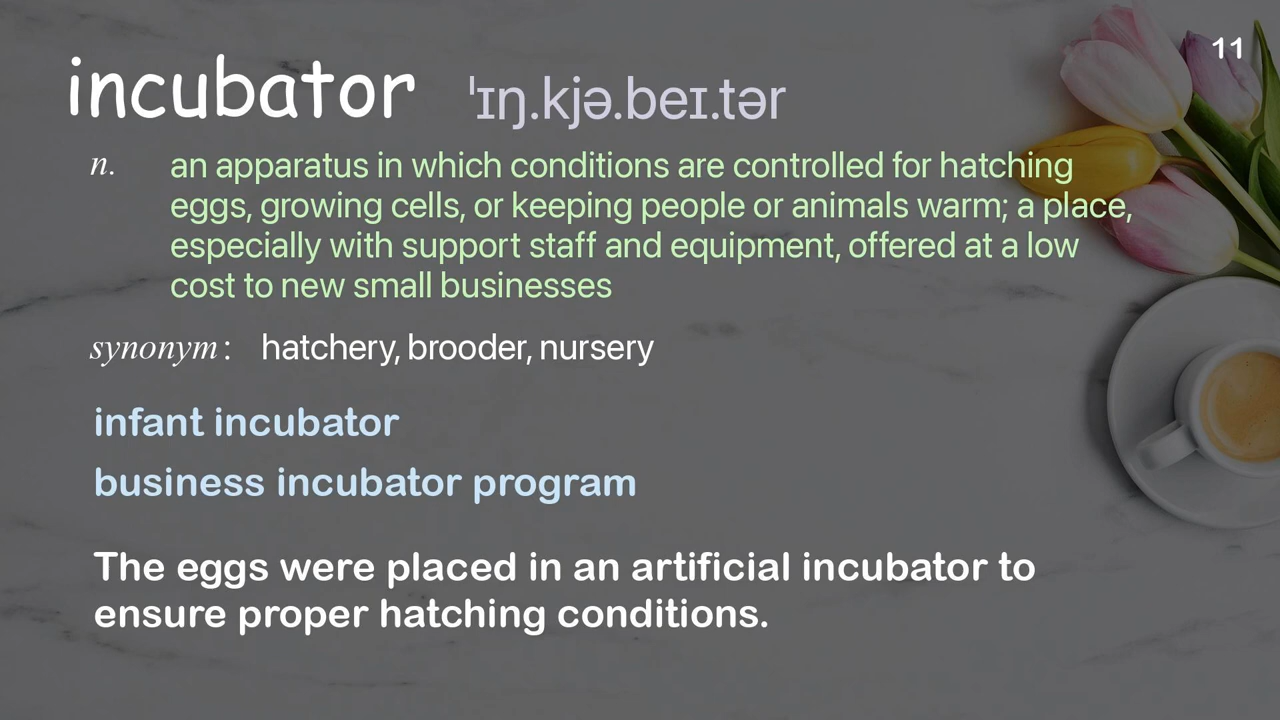 11
incubator ˈɪŋ.kjə.beɪ.tər
n. an apparatus in which conditions are controlled for hatching
eggs, growing cells, or keeping people or animals warm; a place,
especially with support staff and equipment, offered at a low
cost to new small businesses
synonym: hatchery, brooder, nursery
infant incubator
business incubator program
The eggs were placed in an artificial incubator to
ensure proper hatching conditions.